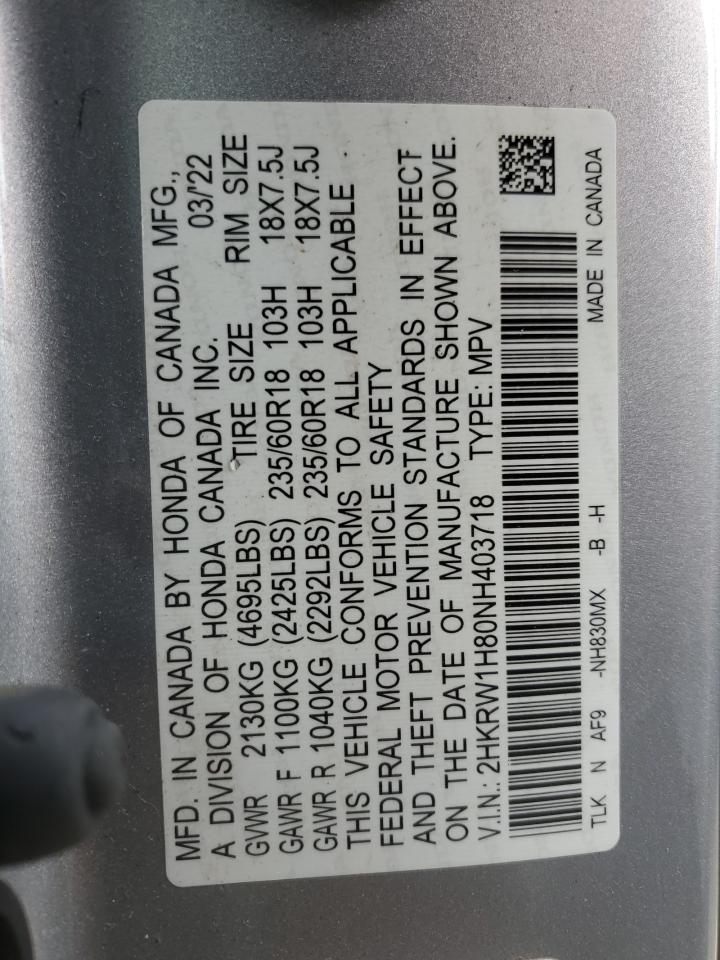 MFD. IN CANADA BY HONDA OF CANADA MFG.,
A DIVISION OF HONDA CANADA INC. 03/'22
GVWR 2130KG (4695LBS) TIRE SIZE RIM SIZE
GAWR F 1100KG (2425LBS) 235/60R18 103H 18X7.5J
GAWR R 1040KG (2292LBS) 235/60R18 103H 18X7.5J
THIS VEHICLE CONFORMS TO ALL APPLICABLE
FEDERAL MOTOR VEHICLE SAFETY
AND THEFT PREVENTION STANDARDS IN EFFECT
ON THE DATE OF MANUFACTURE SHOWN ABOVE.
V.I.N.: 2HKRW1H80NH403718 TYPE: MPV
TLK N AF9 -NH830MX -B -H MADE IN CANADA